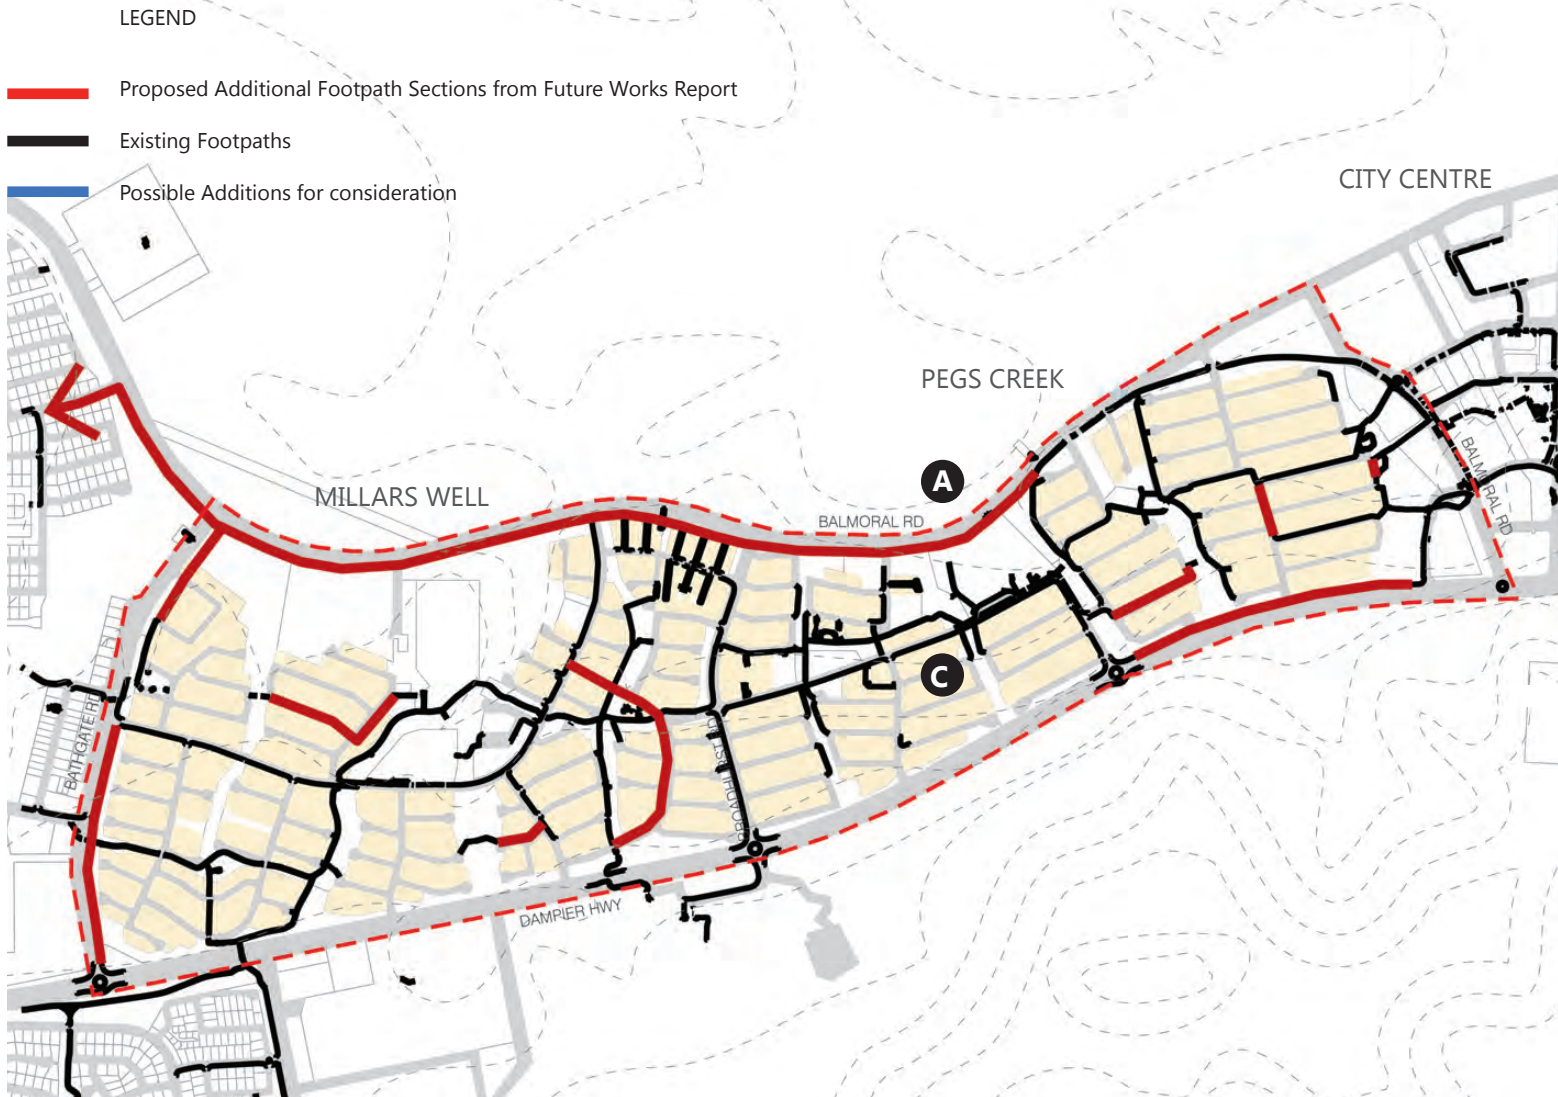 LEGEND
Proposed Additional Footpath Sections from Future Works Report
Existing Footpaths
Possible Additions for consideration
CITY CENTRE
PEGS CREEK
BALMORAL RD
A
MILLARS WELL
BALMORAL RD
C
BATHGATE RD
BROADHURST RD
DAMPIER HWY